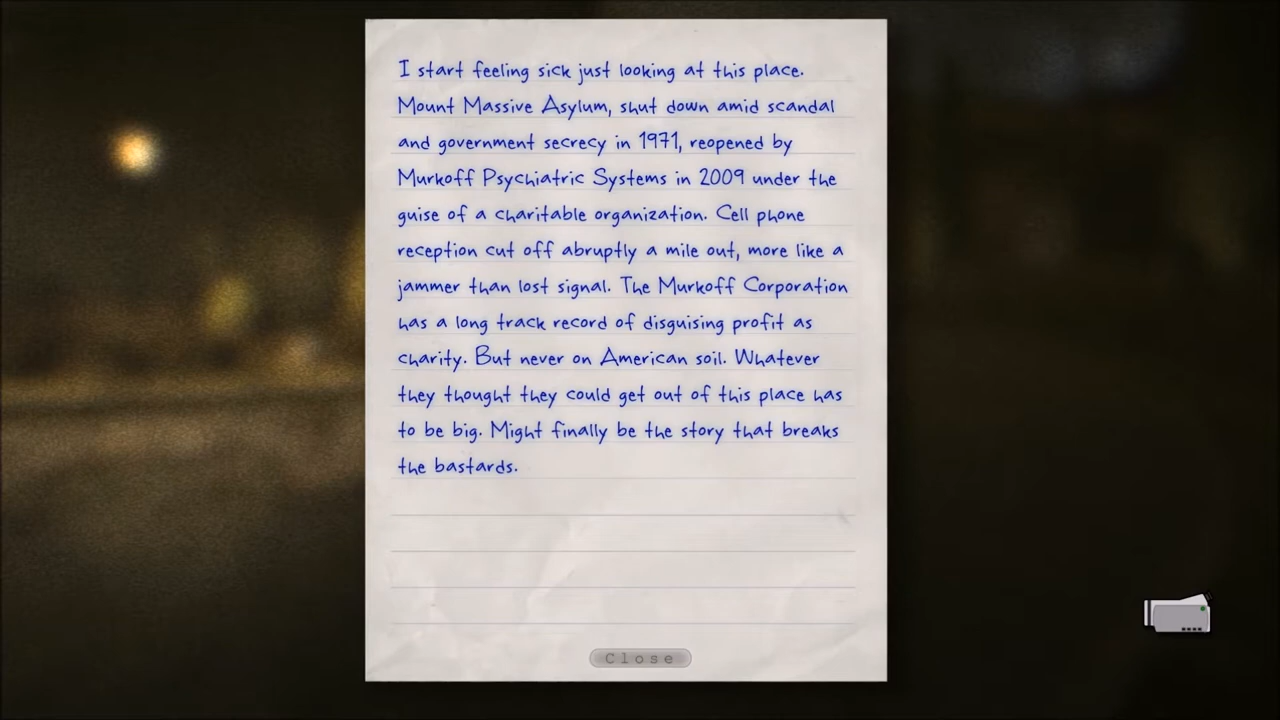 I start feeling sick just looking at this place.
Mount Massive Asylum, shut down amid scandal
and government secrecy in 1971, reopened by
Murkoff Psychiatric Systems in 2009 under the
guise of a charitable organization. Cell phone
reception cut off abruptly a mile out, more like a
jammer than lost signal. The Murkoff Corporation
has a long track record of disguising profit as
charity. But never on American soil. Whatever
they thought they could get out of this place has
to be big. Might finally be the story that breaks
the bastards.
Close